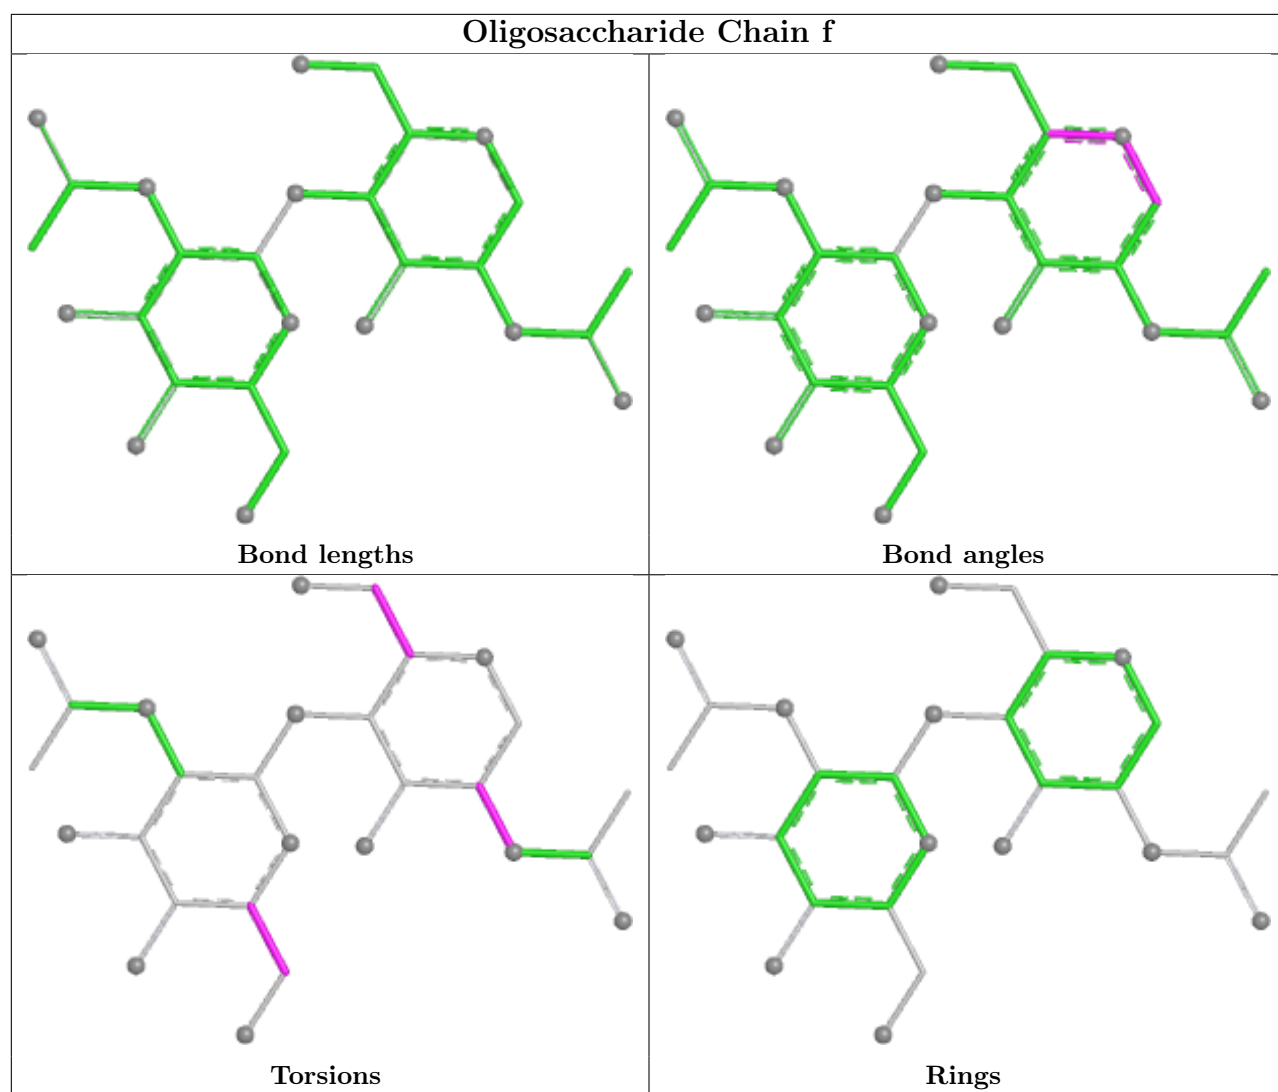 Oligosaccharide Chain f
Bond lengths
Bond angles
Torsions
Rings